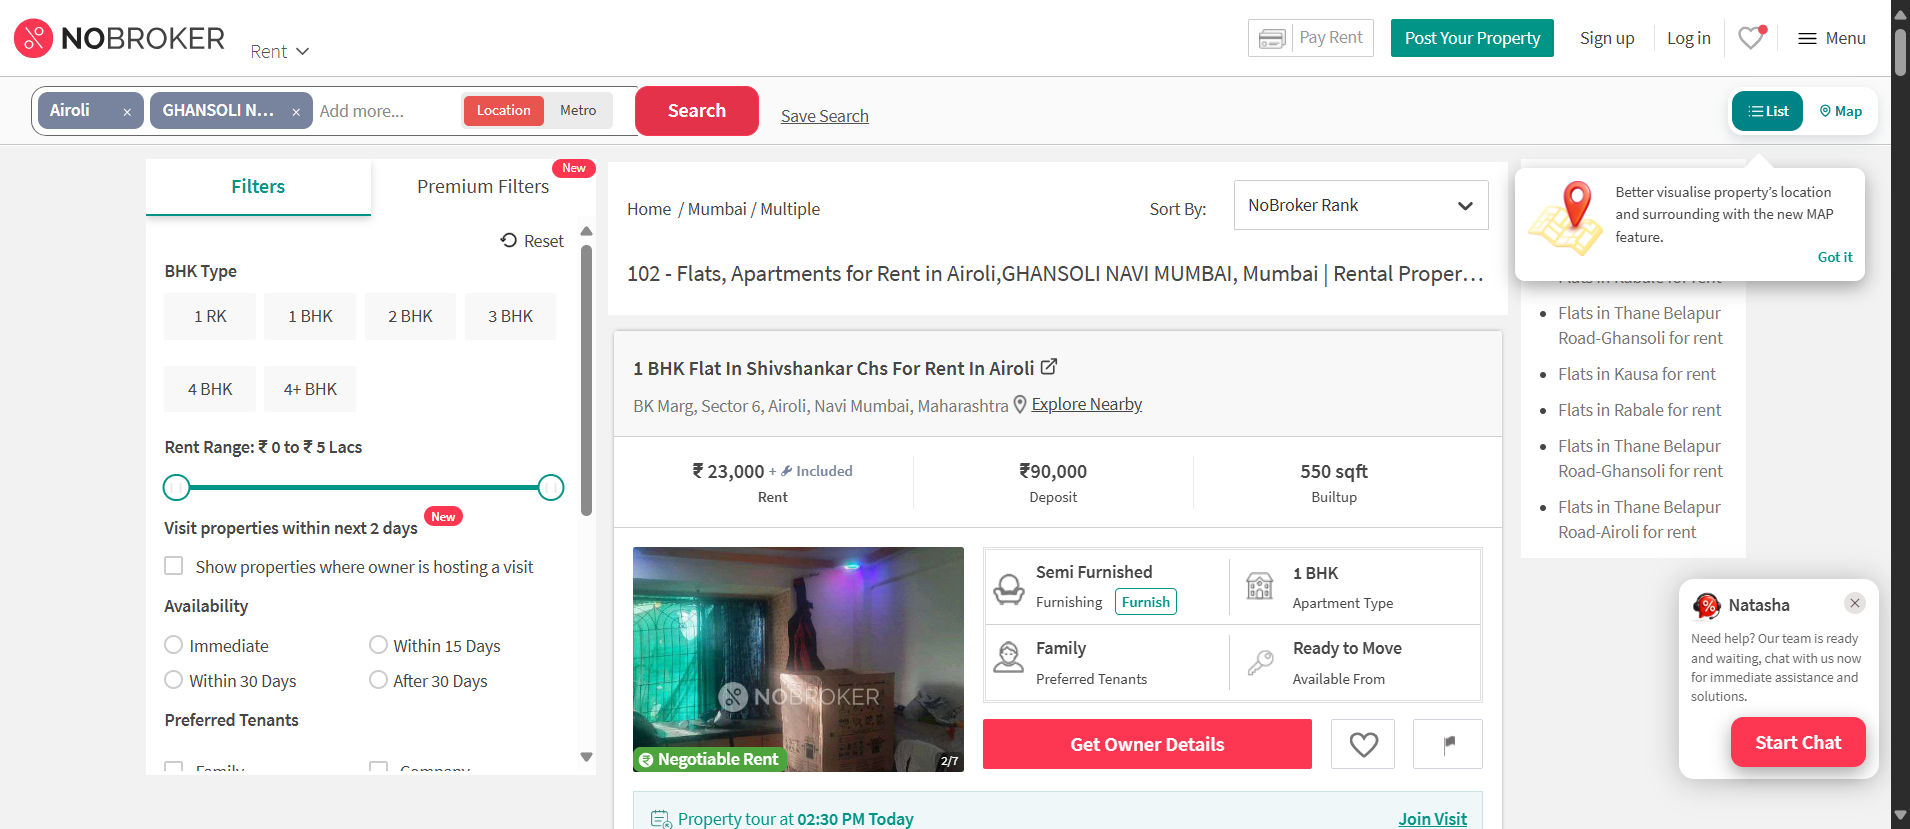 NOBROKER
Rent
Pay Rent
Post Your Property
Sign up
Log in
Menu
Airoli ×
GHANSOLI N... ×
Add more...
Location
Metro
Search
Save Search
List
Map
Filters
Premium Filters
New
Reset
BHK Type
1 RK
1 BHK
2 BHK
3 BHK
4 BHK
4+ BHK
Rent Range: ₹ 0 to ₹ 5 Lacs
Visit properties within next 2 days
New
Show properties where owner is hosting a visit
Availability
Immediate
Within 15 Days
Within 30 Days
After 30 Days
Preferred Tenants
Family
Company
Home / Mumbai / Multiple
Sort By:
NoBroker Rank
102 - Flats, Apartments for Rent in Airoli,GHANSOLI NAVI MUMBAI, Mumbai | Rental Proper...
1 BHK Flat In Shivshankar Chs For Rent In Airoli
BK Marg, Sector 6, Airoli, Navi Mumbai, Maharashtra
Explore Nearby
₹ 23,000 + Included
Rent
₹90,000
Deposit
550 sqft
Builtup
NOBROKER
Negotiable Rent
2/7
Semi Furnished
Furnishing
Furnish
1 BHK
Apartment Type
Family
Preferred Tenants
Ready to Move
Available From
Get Owner Details
Property tour at 02:30 PM Today
Join Visit
Better visualise property's location
and surrounding with the new MAP
feature.
Got it
Flats in Rabale for rent
Flats in Thane Belapur
Road-Ghansoli for rent
Flats in Kausa for rent
Flats in Rabale for rent
Flats in Thane Belapur
Road-Ghansoli for rent
Flats in Thane Belapur
Road-Airoli for rent
Natasha
Need help? Our team is ready
and waiting, chat with us now
for immediate assistance and
solutions.
Start Chat